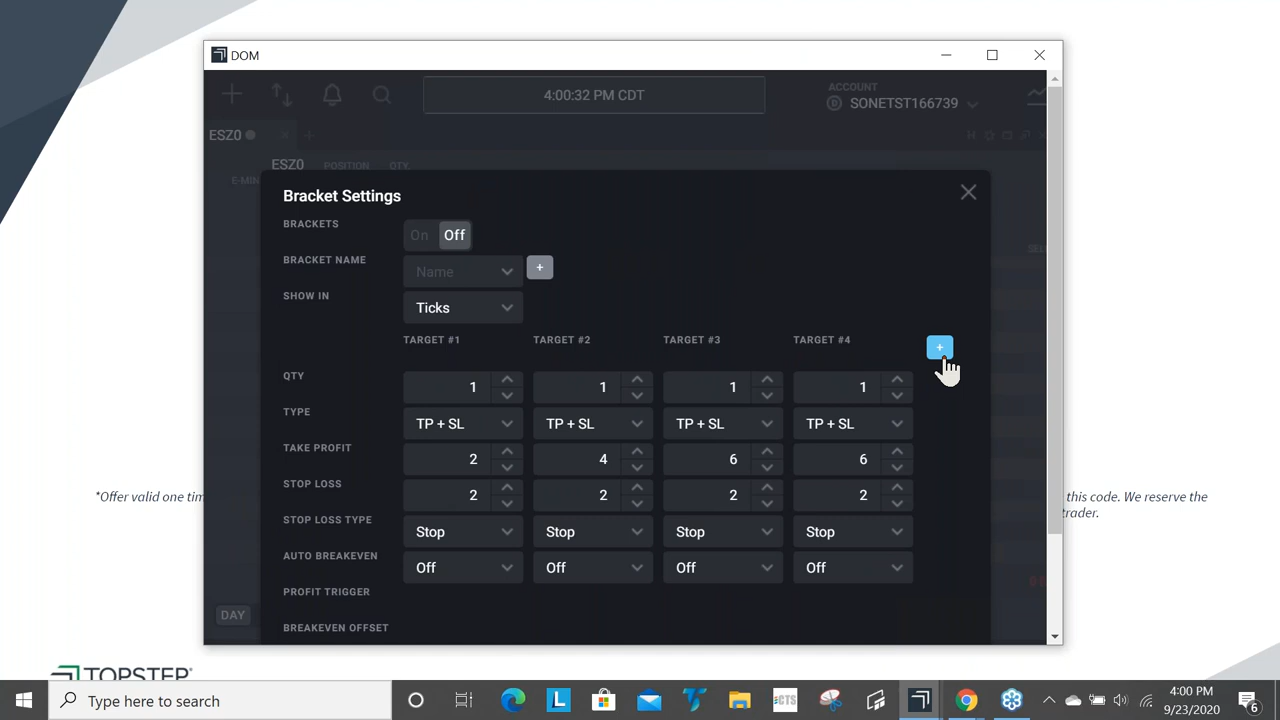 DOM
4:00:32 PM CDT
ACCOUNT
SONETST166739
ESZ0
ESZ0 POSITION QTY.
E-MIN
Bracket Settings
BRACKETS On Off
BRACKET NAME Name +
SHOW IN Ticks
TARGET #1 TARGET #2 TARGET #3 TARGET #4 +
QTY 1 1 1 1
TYPE TP + SL TP + SL TP + SL TP + SL
TAKE PROFIT 2 4 6 6
STOP LOSS 2 2 2 2
STOP LOSS TYPE Stop Stop Stop Stop
AUTO BREAKEVEN Off Off Off Off
PROFIT TRIGGER
BREAKEVEN OFFSET
DAY
*Offer valid one tim
this code. We reserve the
trader.
TOPSTEP
Type here to search
4:00 PM
9/23/2020
6